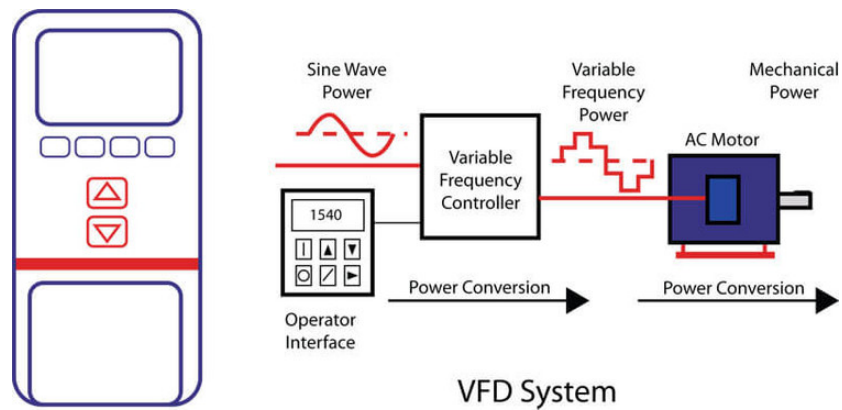 Sine Wave
Power
Variable
Frequency
Power
Mechanical
Power
AC Motor
Variable
Frequency
Controller
1540
Operator
Interface
Power Conversion
Power Conversion
VFD System